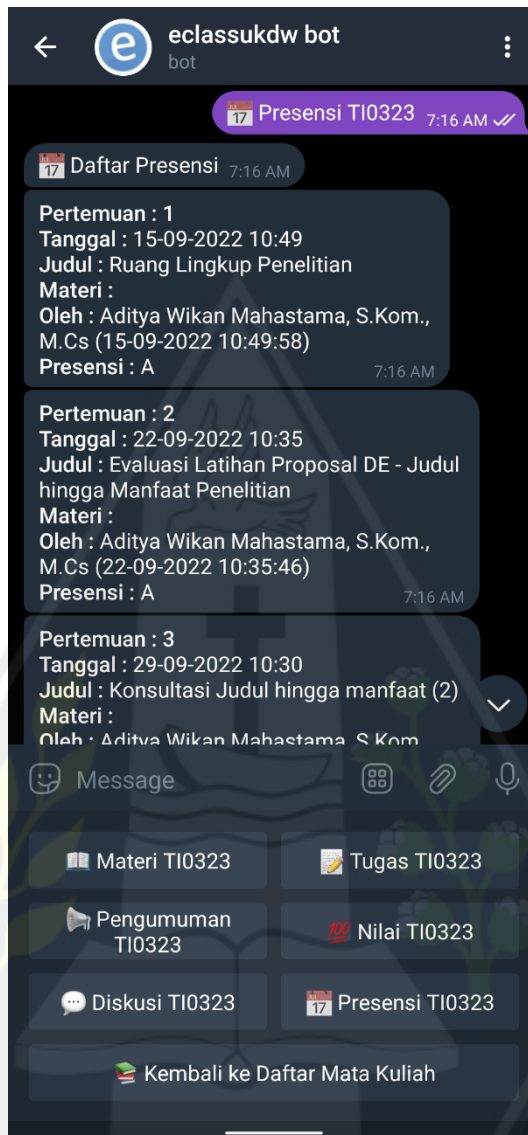 eclassukdw bot
bot
Presensi TI0323 7:16 AM
Daftar Presensi 7:16 AM
Pertemuan : 1
Tanggal : 15-09-2022 10:49
Judul : Ruang Lingkup Penelitian
Materi :
Oleh : Aditya Wikan Mahastama, S.Kom.,
M.Cs (15-09-2022 10:49:58)
Presensi : A 7:16 AM
Pertemuan : 2
Tanggal : 22-09-2022 10:35
Judul : Evaluasi Latihan Proposal DE - Judul
hingga Manfaat Penelitian
Materi :
Oleh : Aditya Wikan Mahastama, S.Kom.,
M.Cs (22-09-2022 10:35:46)
Presensi : A 7:16 AM
Pertemuan : 3
Tanggal : 29-09-2022 10:30
Judul : Konsultasi Judul hingga manfaat (2)
Materi :
Oleh : Aditya Wikan Mahastama, S.Kom
Message
Materi TI0323
Tugas TI0323
Pengumuman
TI0323
Nilai TI0323
Diskusi TI0323
Presensi TI0323
Kembali ke Daftar Mata Kuliah